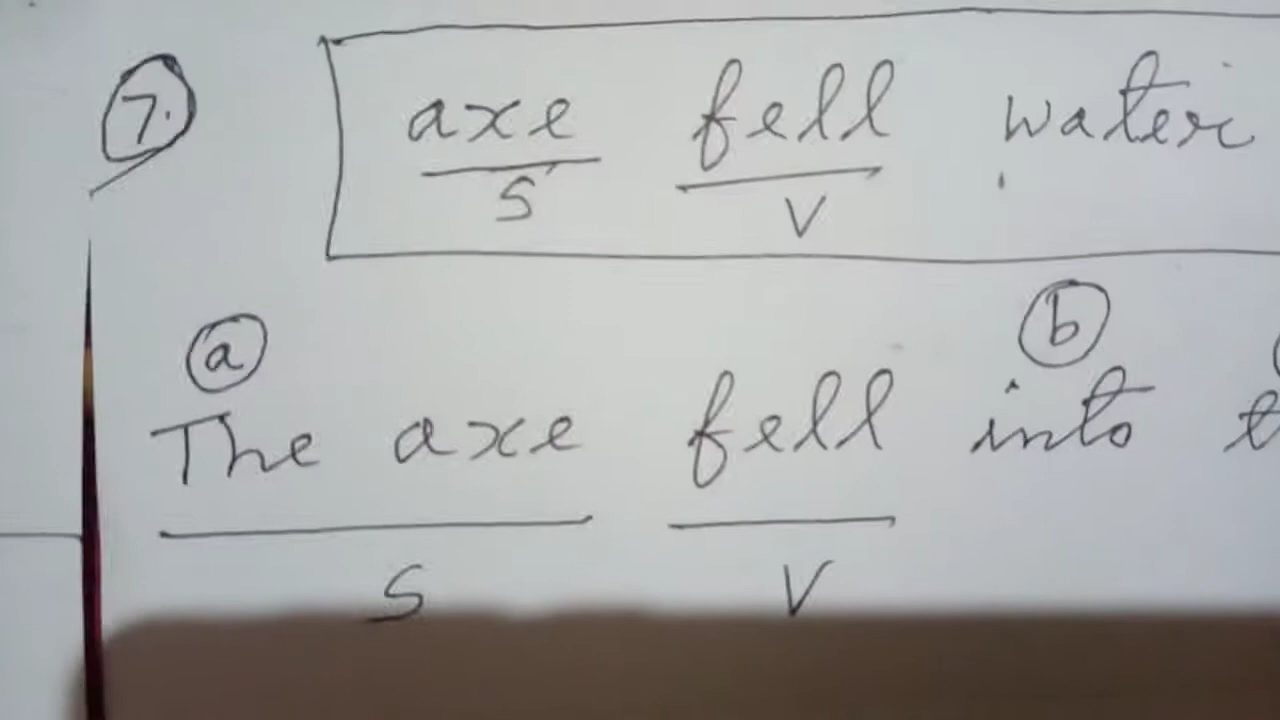 7. axe fell water
S V
a b
The axe fell into t
S V